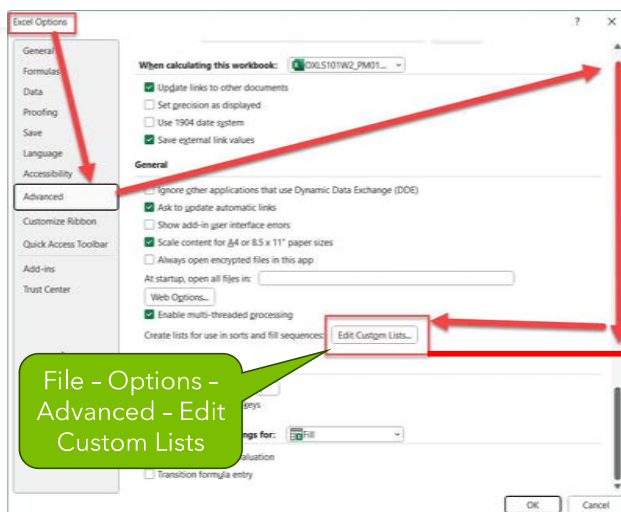 Excel Options
?
General
Formulas
Data
Proofing
Save
Language
Accessibility
Advanced
Customize Ribbon
Quick Access Toolbar
Add-ins
Trust Center
When calculating this workbook: OXLS101W2_PM01...
Update links to other documents
Set precision as displayed
Use 1904 date system
Save external link values
General
Ignore other applications that use Dynamic Data Exchange (DDE)
Ask to update automatic links
Show add-in user interface errors
Scale content for A4 or 8.5 x 11" paper sizes
Always open encrypted files in this app
At startup, open all files in:
Web Options...
Enable multi-threaded processing
Create lists for use in sorts and fill sequences: Edit Custom Lists...
File - Options -
Advanced - Edit
Custom Lists
keys
for: Fill
Transition formula entry
OK Cancel